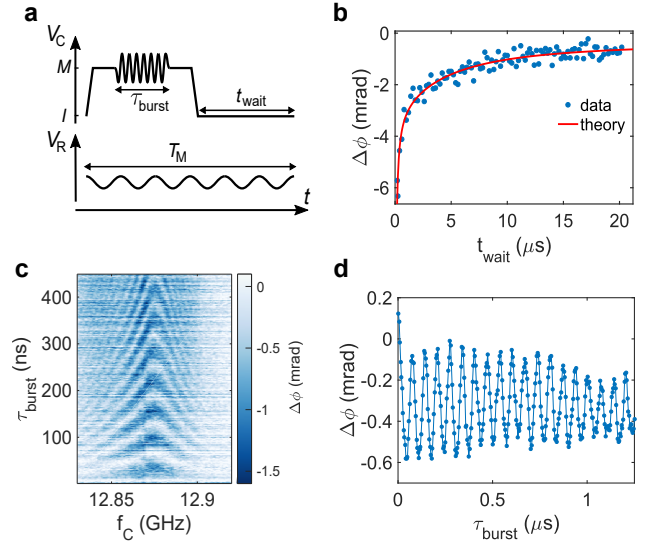 a
V_C
M
I
τ_burst
t_wait
V_R
T_M
t
b
0
-2
-4
-6
Δϕ (mrad)
data
theory
0 5 10 15 20
t_wait (μs)
c
400
300
200
100
τ_burst (ns)
12.85 12.9
f_C (GHz)
0
-0.5
-1
-1.5
Δϕ (mrad)
d
0.2
0
-0.2
-0.4
-0.6
Δϕ (mrad)
0 0.5 1
τ_burst (μs)